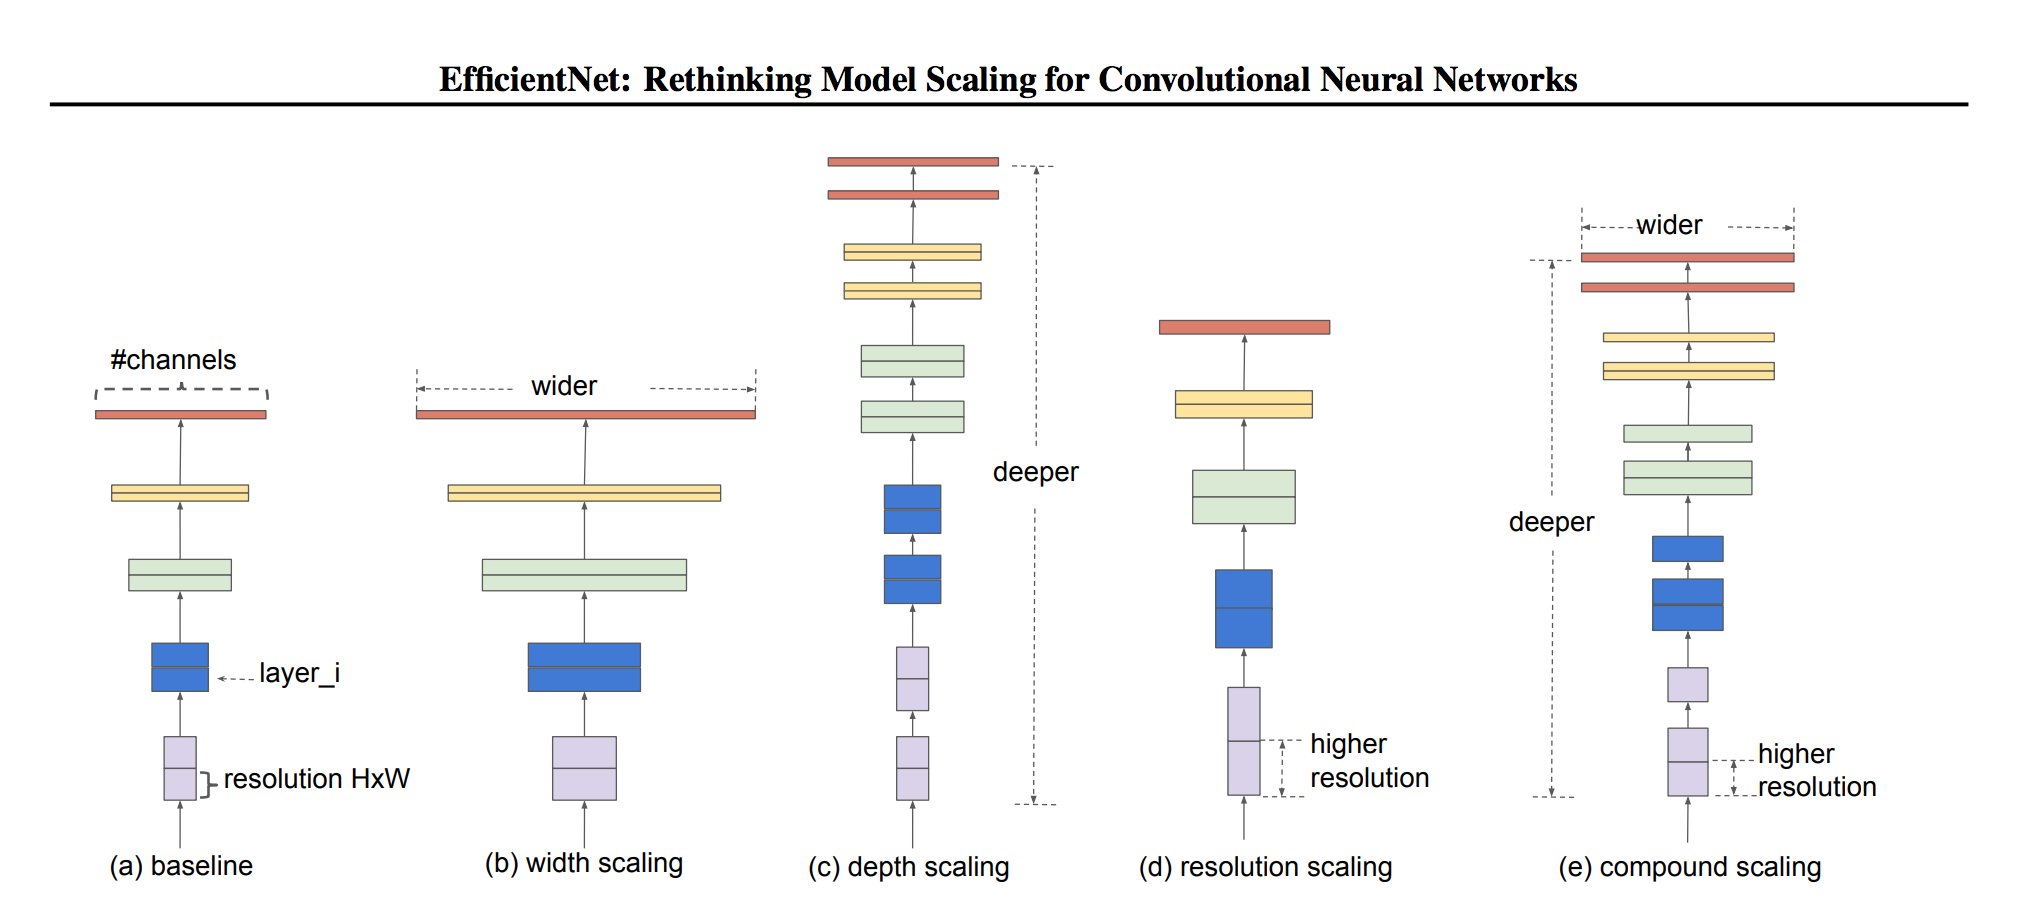 EfficientNet: Rethinking Model Scaling for Convolutional Neural Networks
#channels
layer_i
resolution HxW
(a) baseline
wider
(b) width scaling
deeper
(c) depth scaling
higher
resolution
(d) resolution scaling
wider
deeper
higher
resolution
(e) compound scaling